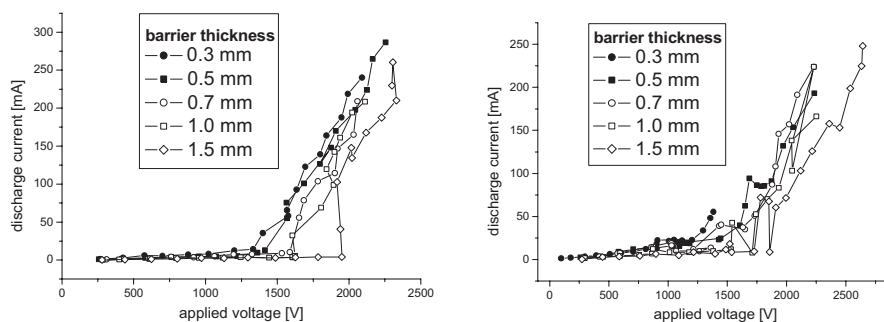 barrier thickness
0.3 mm
0.5 mm
0.7 mm
1.0 mm
1.5 mm
300
250
200
150
100
50
0
discharge current [mA]
0 500 1000 1500 2000 2500
applied voltage [V]
barrier thickness
0.3 mm
0.5 mm
0.7 mm
1.0 mm
1.5 mm
250
200
150
100
50
0
discharge current [mA]
0 500 1000 1500 2000 2500
applied voltage [V]